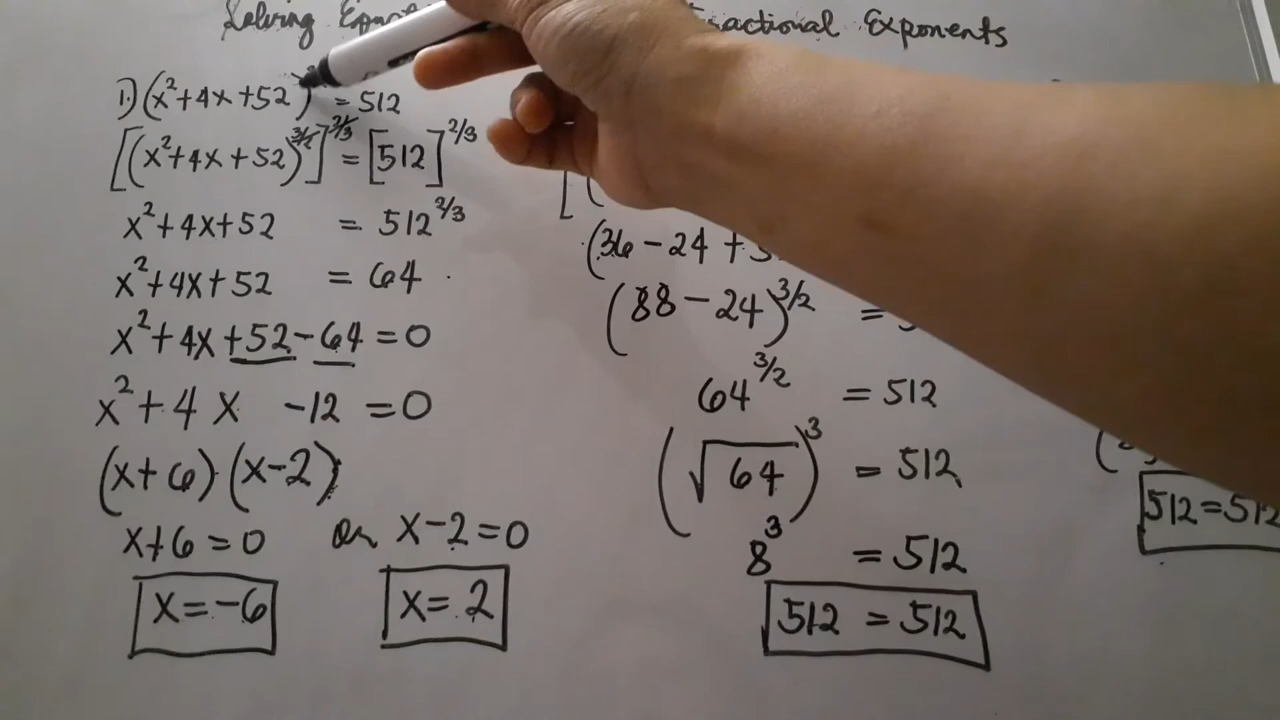 Solving Fractional Exponents
1.) (x²+4x+52) = 512
[(x²+4x+52)^3/2]^2/3 = [512]^2/3
x²+4x+52 = 512^2/3
x²+4x+52 = 64
x²+4x+52-64=0
x²+4x -12 =0
(x+6)(x-2)
x+6=0 or x-2=0
x=-6 x=2
[(
(36-24+5
(88-24)^3/2 =
64^3/2 = 512
(√64)³ = 512
8³ = 512
512 = 512
512=512